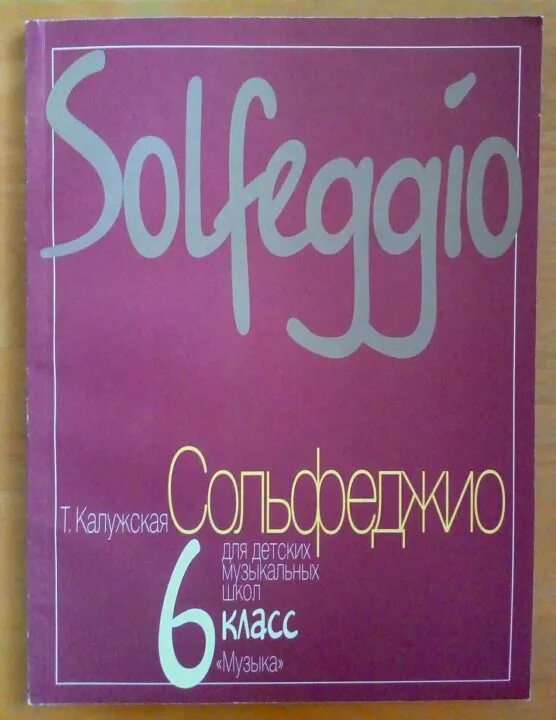 Solfeggio
Т. Калужская Сольфеджио
для детских
музыкальных
школ
6 класс
«Музыка»